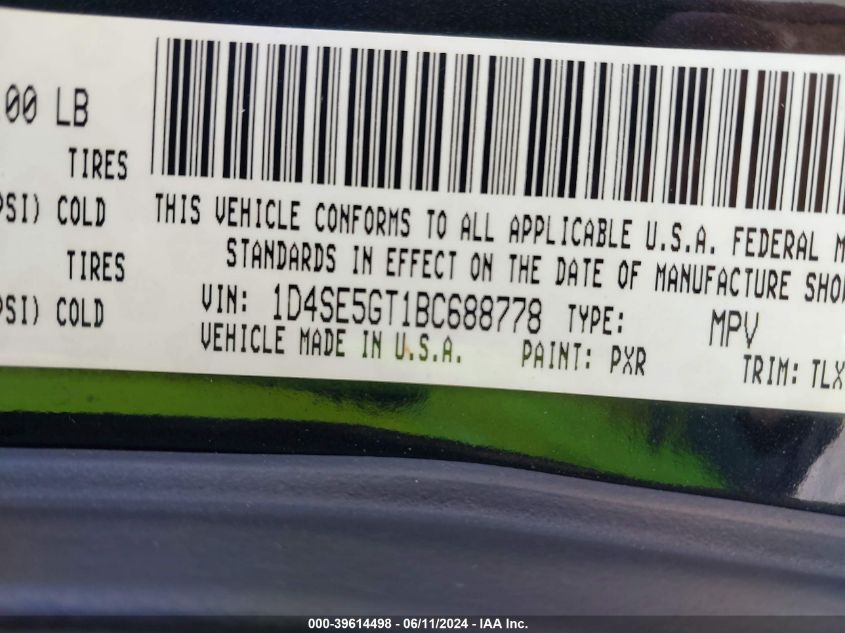 00 LB
TIRES
PSI) COLD
TIRES
PSI) COLD
THIS VEHICLE CONFORMS TO ALL APPLICABLE U.S.A. FEDERAL M
STANDARDS IN EFFECT ON THE DATE OF MANUFACTURE SHO
VIN: 1D4SE5GT1BC688778 TYPE: MPV
VEHICLE MADE IN U.S.A. PAINT: PXR TRIM: TLX
000-39614498 - 06/11/2024 - IAA Inc.